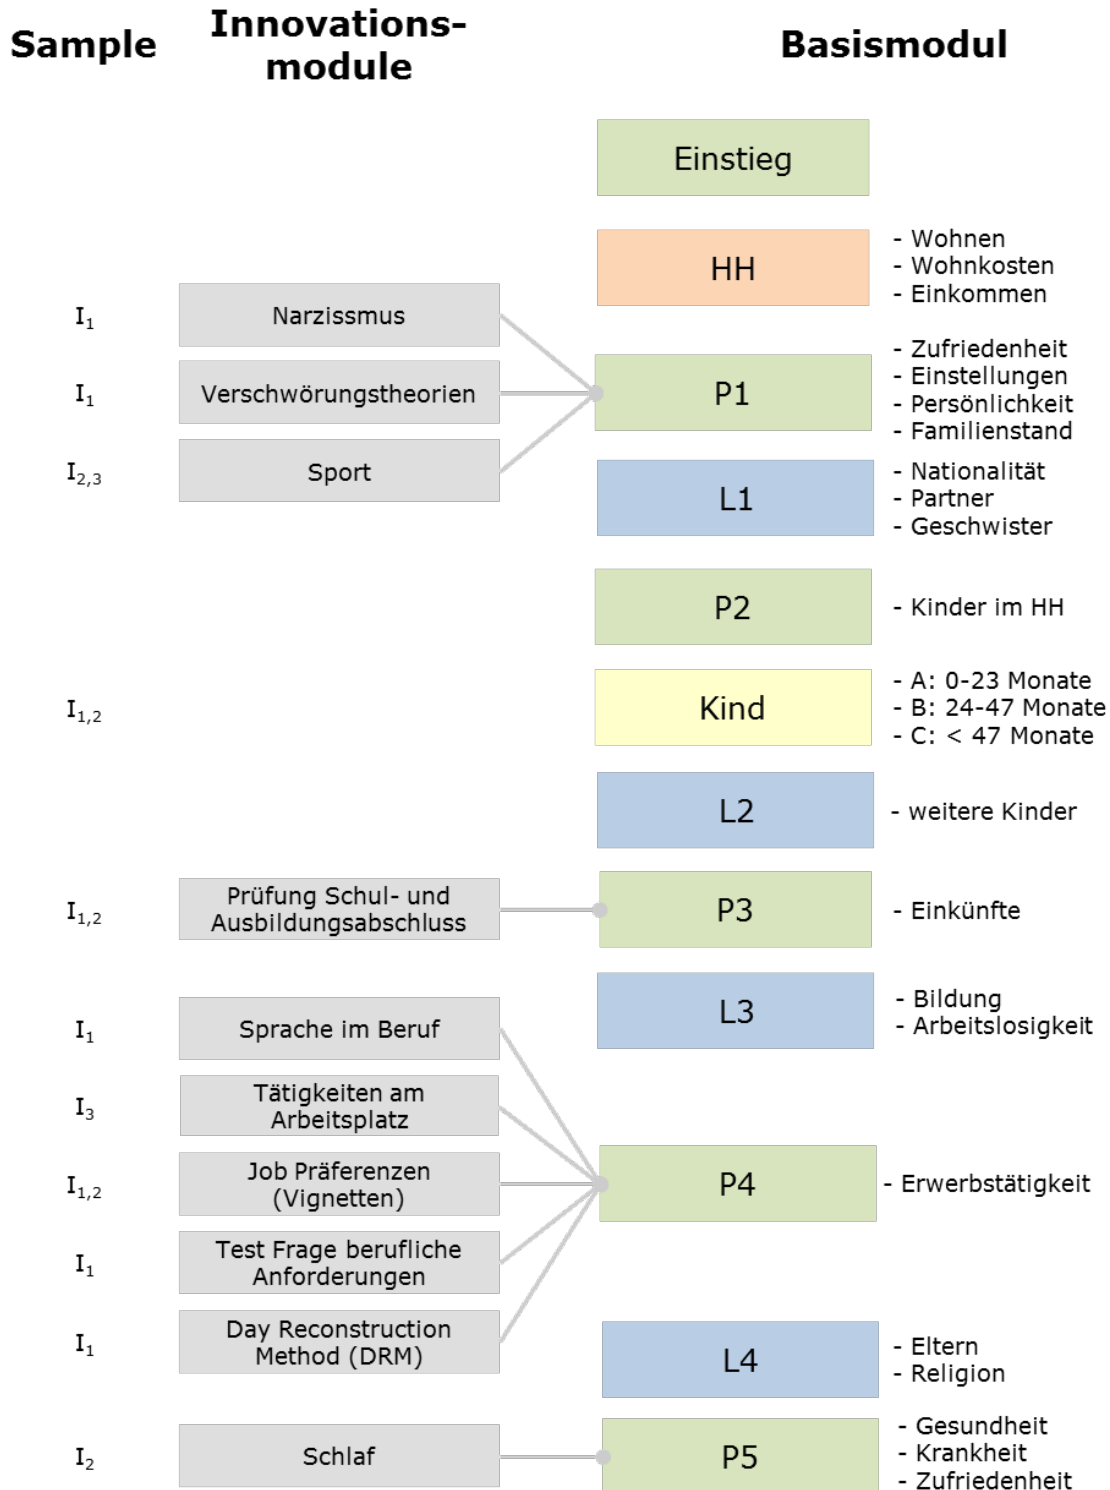 Sample
Innovations-
module
Basismodul
Einstieg
HH
- Wohnen
- Wohnkosten
- Einkommen
I1
Narzissmus
I1
Verschwörungstheorien
I2,3
Sport
P1
- Zufriedenheit
- Einstellungen
- Persönlichkeit
- Familienstand
L1
- Nationalität
- Partner
- Geschwister
P2
- Kinder im HH
I1,2
Kind
- A: 0-23 Monate
- B: 24-47 Monate
- C: < 47 Monate
L2
- weitere Kinder
I1,2
Prüfung Schul- und
Ausbildungsabschluss
P3
- Einkünfte
L3
- Bildung
- Arbeitslosigkeit
I1
Sprache im Beruf
I3
Tätigkeiten am
Arbeitsplatz
I1,2
Job Präferenzen
(Vignetten)
P4
- Erwerbstätigkeit
I1
Test Frage berufliche
Anforderungen
I1
Day Reconstruction
Method (DRM)
L4
- Eltern
- Religion
I2
Schlaf
P5
- Gesundheit
- Krankheit
- Zufriedenheit